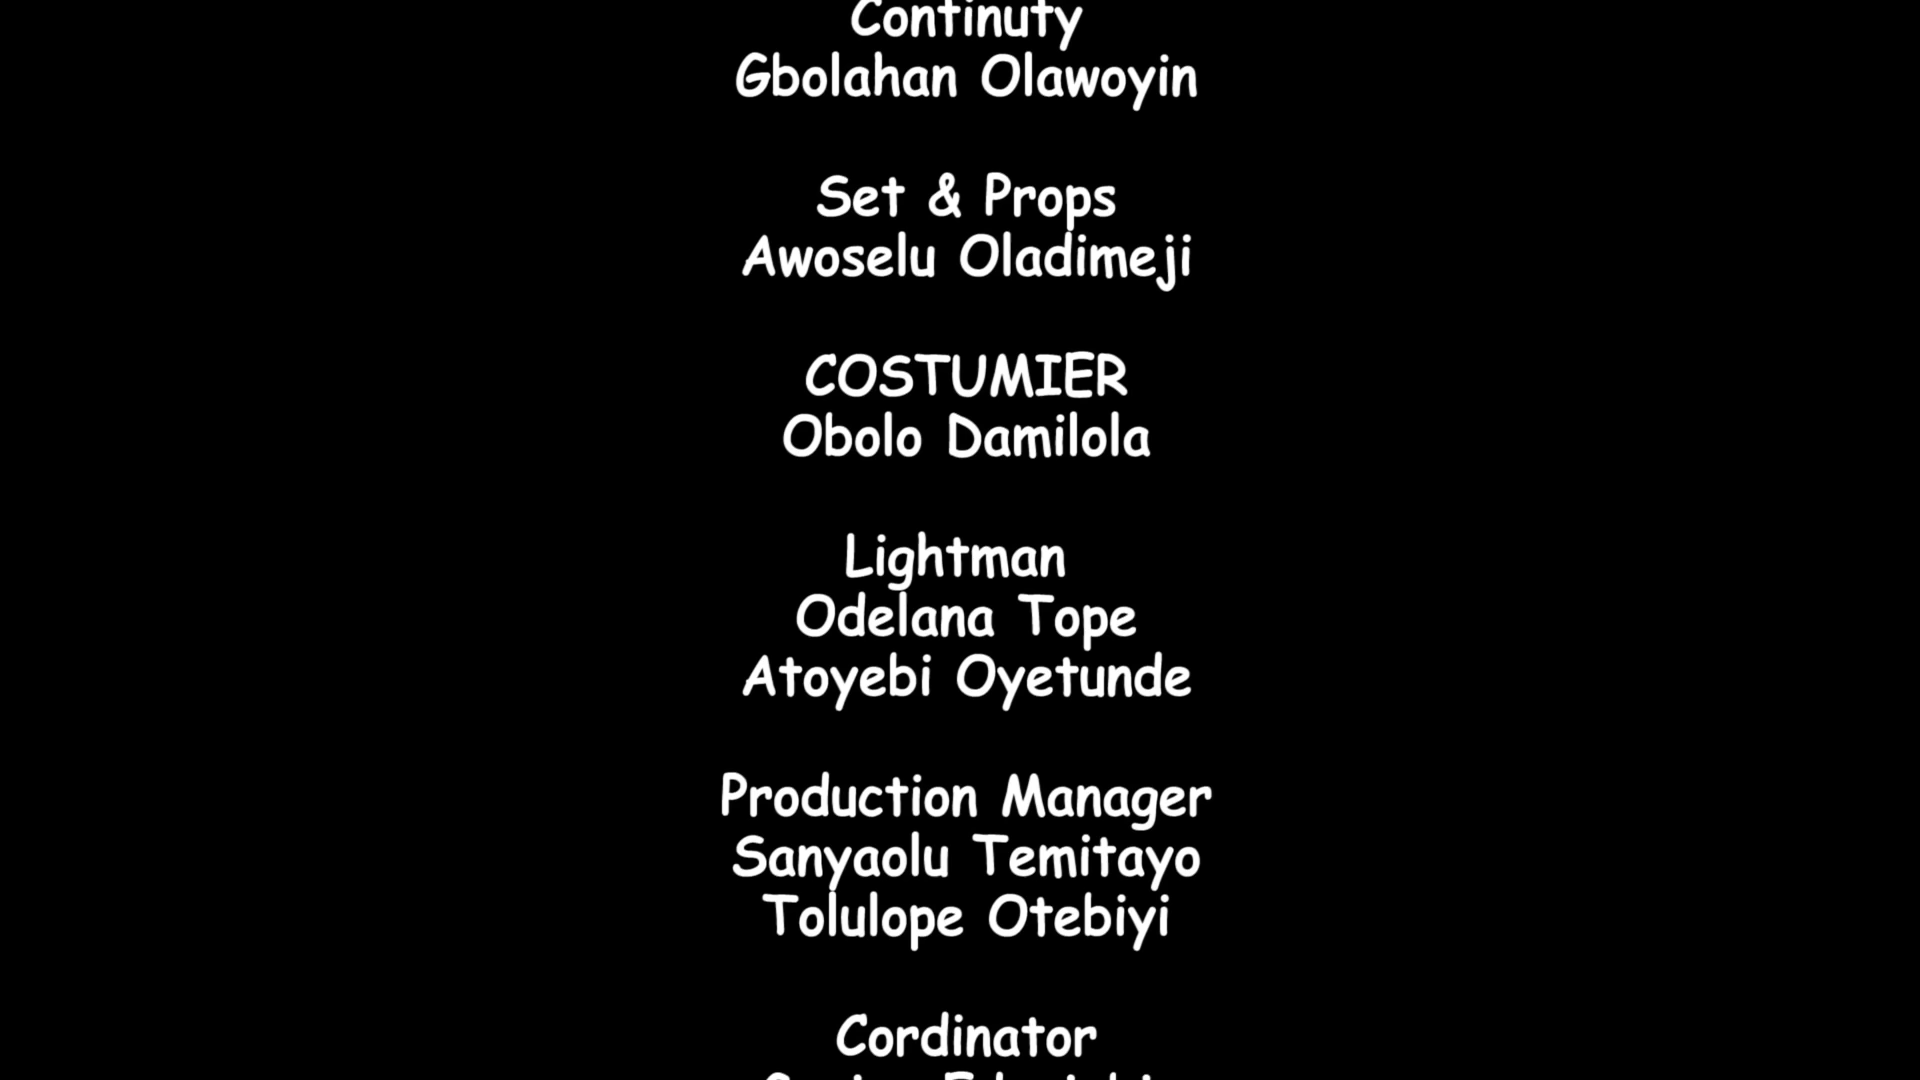 Continuty
Gbolahan Olawoyin
Set & Props
Awoselu Oladimeji
COSTUMIER
Obolo Damilola
Lightman
Odelana Tope
Atoyebi Oyetunde
Production Manager
Sanyaolu Temitayo
Tolulope Otebiyi
Cordinator